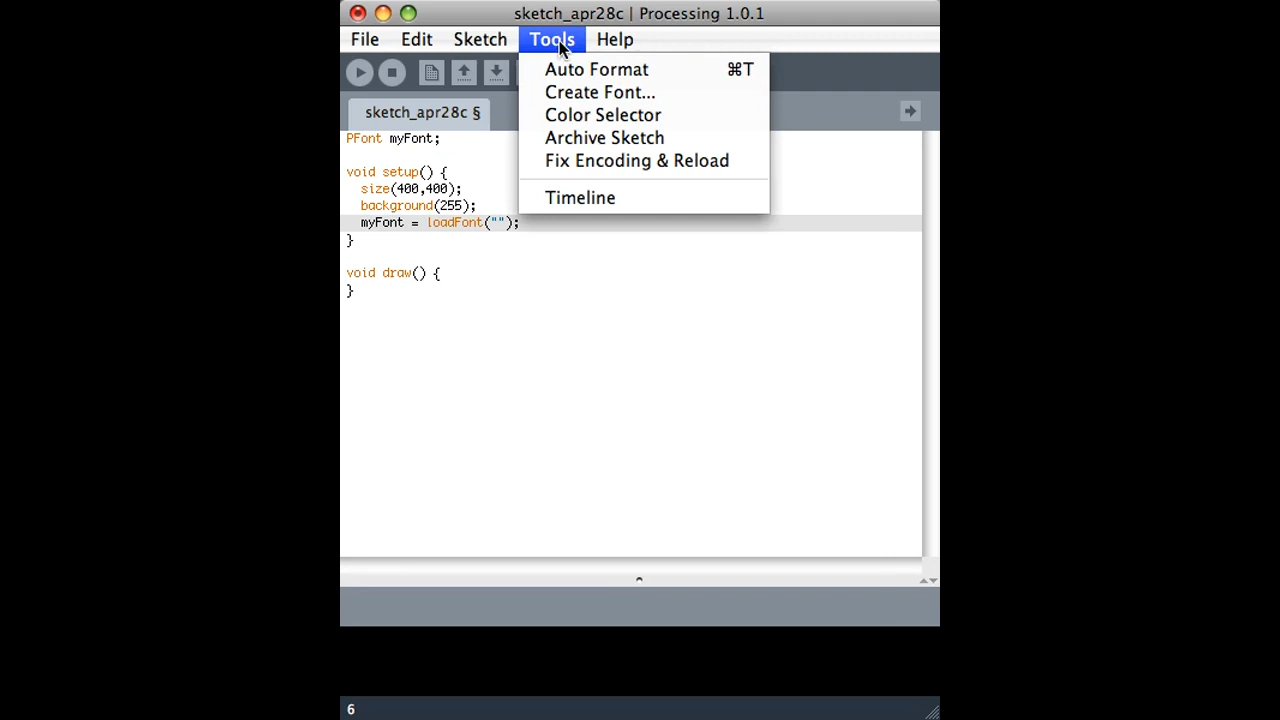 sketch_apr28c | Processing 1.0.1
File Edit Sketch Tools Help
Auto Format ⌘T
Create Font...
Color Selector
Archive Sketch
Fix Encoding & Reload
Timeline
sketch_apr28c §
PFont myFont;
void setup() {
size(400,400);
background(255);
myFont = loadFont("");
}
void draw() {
}
6